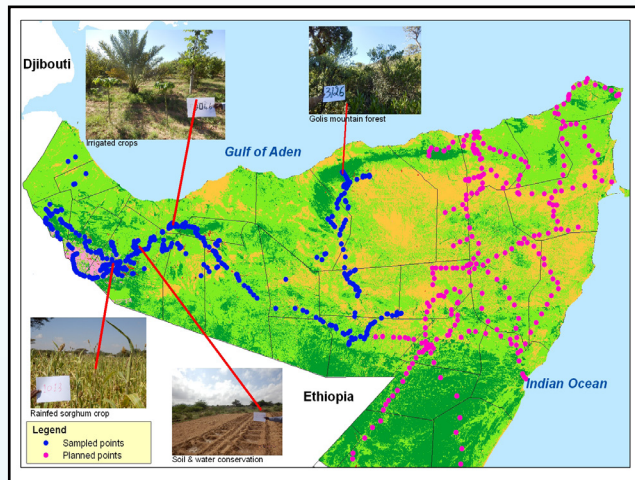 Djibouti
Irrigated crops
Golis mountain forest
Gulf of Aden
Rainfed sorghum crop
Soil & water conservation
Ethiopia
Indian Ocean
Legend
Sampled points
Planned points